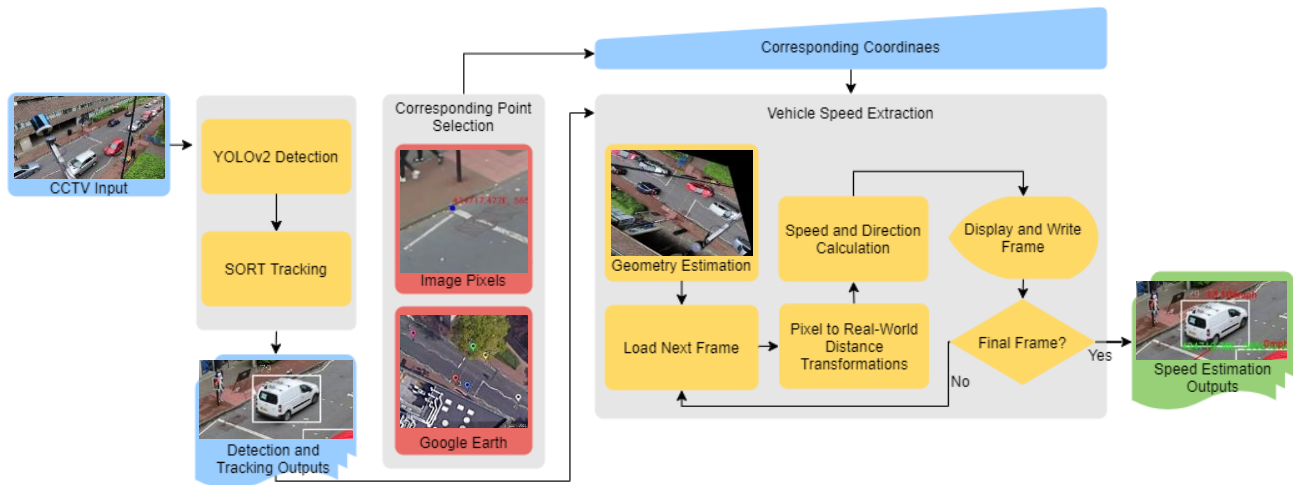 Corresponding Coordinaes
CCTV Input
YOLOv2 Detection
SORT Tracking
Detection and
Tracking Outputs
Corresponding Point
Selection
Image Pixels
Google Earth
Vehicle Speed Extraction
Geometry Estimation
Load Next Frame
Pixel to Real-World
Distance
Transformations
Speed and Direction
Calculation
Display and Write
Frame
Final Frame?
No
Yes
Speed Estimation
Outputs